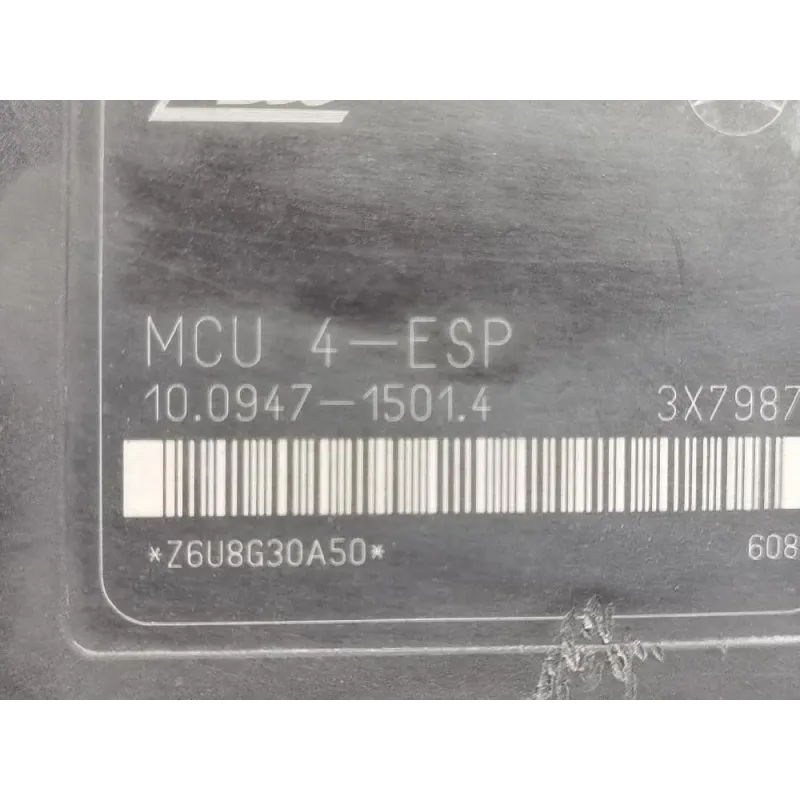 MCU 4-ESP
10.0947-1501.4 3X7987
*Z6U8G30A50* 608